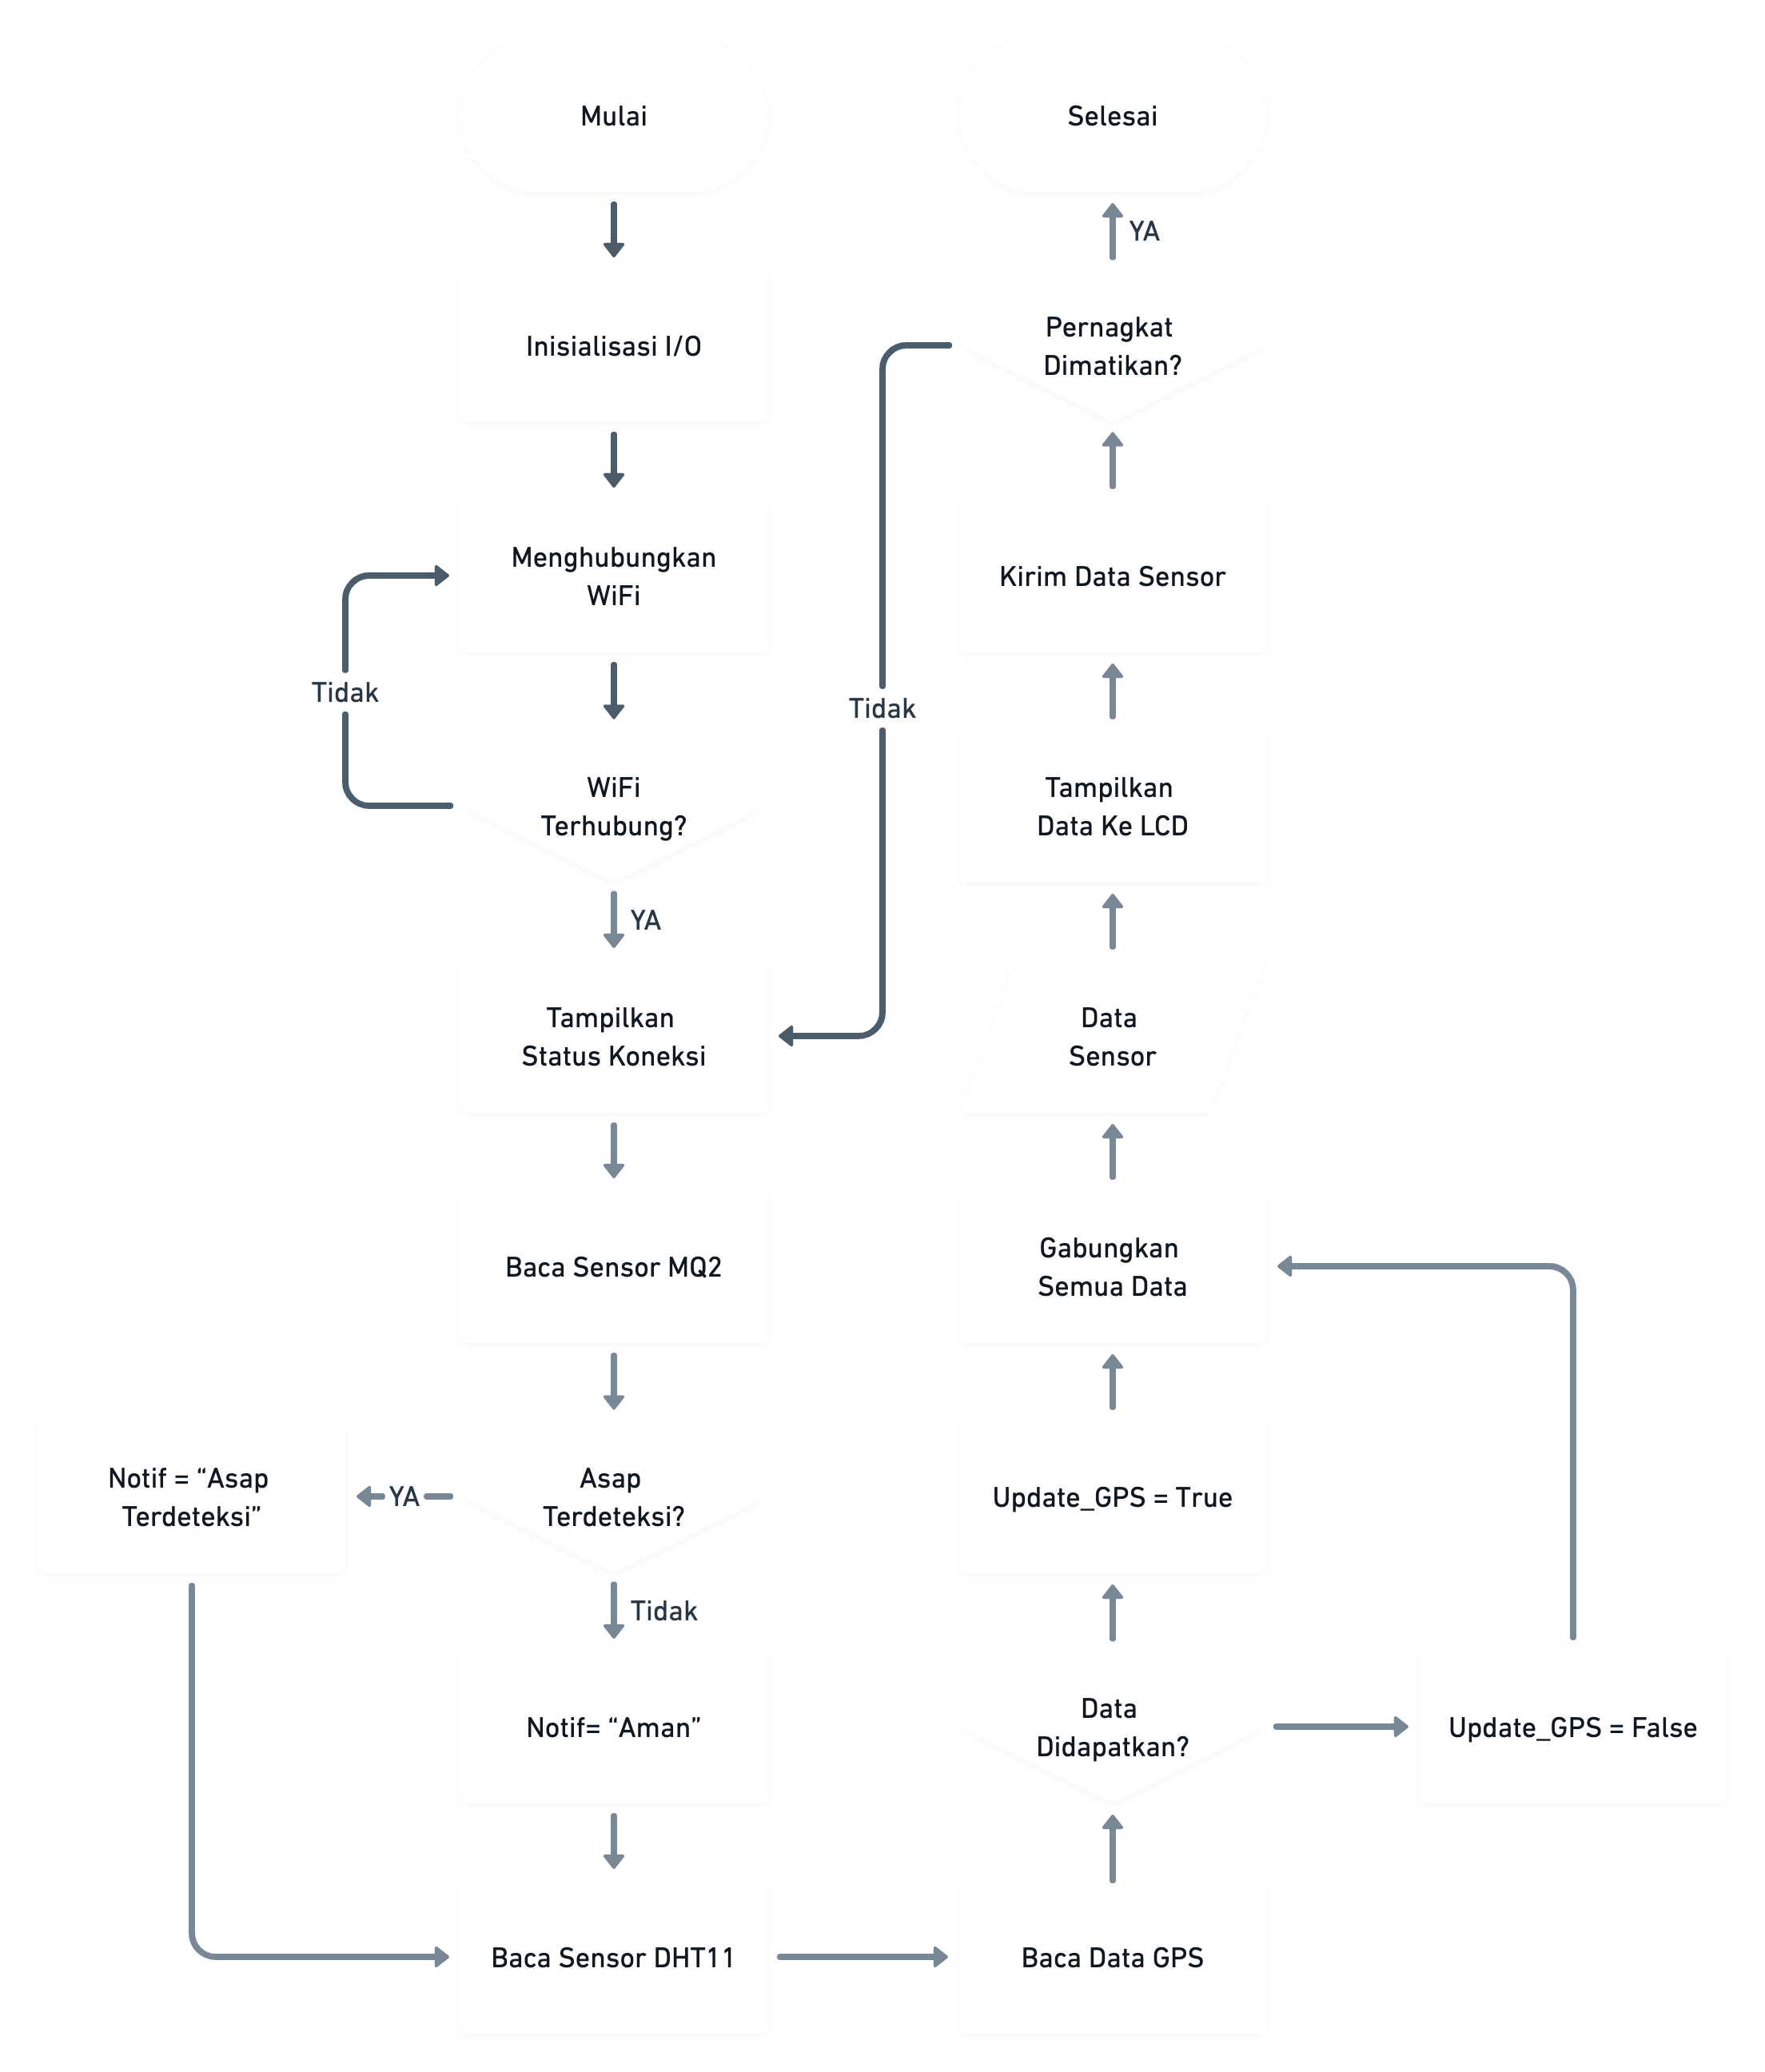 Mulai
Inisialisasi I/O
Menghubungkan
WiFi
Tidak
WiFi
Terhubung?
YA
Tampilkan
Status Koneksi
Baca Sensor MQ2
Asap
Terdeteksi?
YA
Notif = “Asap
Terdeteksi”
Tidak
Notif= “Aman”
Baca Sensor DHT11
Baca Data GPS
Data
Didapatkan?
Update_GPS = False
Update_GPS = True
Gabungkan
Semua Data
Data
Sensor
Tampilkan
Data Ke LCD
Kirim Data Sensor
Pernagkat
Dimatikan?
Tidak
YA
Selesai